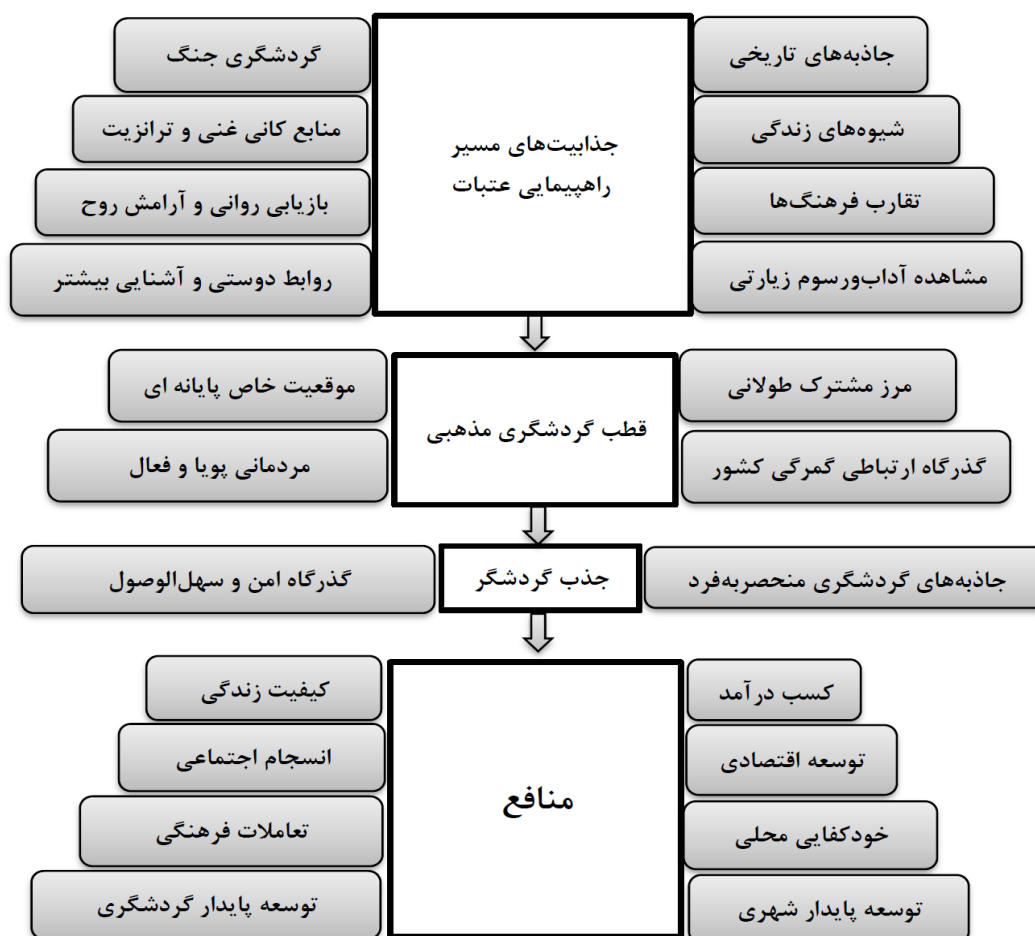 جاذبه‌های تاریخی
شیوه‌های زندگی
تقارب فرهنگ‌ها
مشاهده آداب‌ورسوم زیارتی
جذابیت‌های مسیر
راهپیمایی عتبات
گردشگری جنگ
منابع کانی غنی و ترانزیت
بازیابی روانی و آرامش روح
روابط دوستی و آشنایی بیشتر
مرز مشترک طولانی
گذرگاه ارتباطی گمرگی کشور
قطب گردشگری مذهبی
موقعیت خاص پایانه ای
مردمانی پویا و فعال
جاذبه‌های گردشگری منحصربه‌فرد
جذب گردشگر
گذرگاه امن و سهل‌الوصول
کسب درآمد
توسعه اقتصادی
خودکفایی محلی
توسعه پایدار شهری
منافع
کیفیت زندگی
انسجام اجتماعی
تعاملات فرهنگی
توسعه پایدار گردشگری